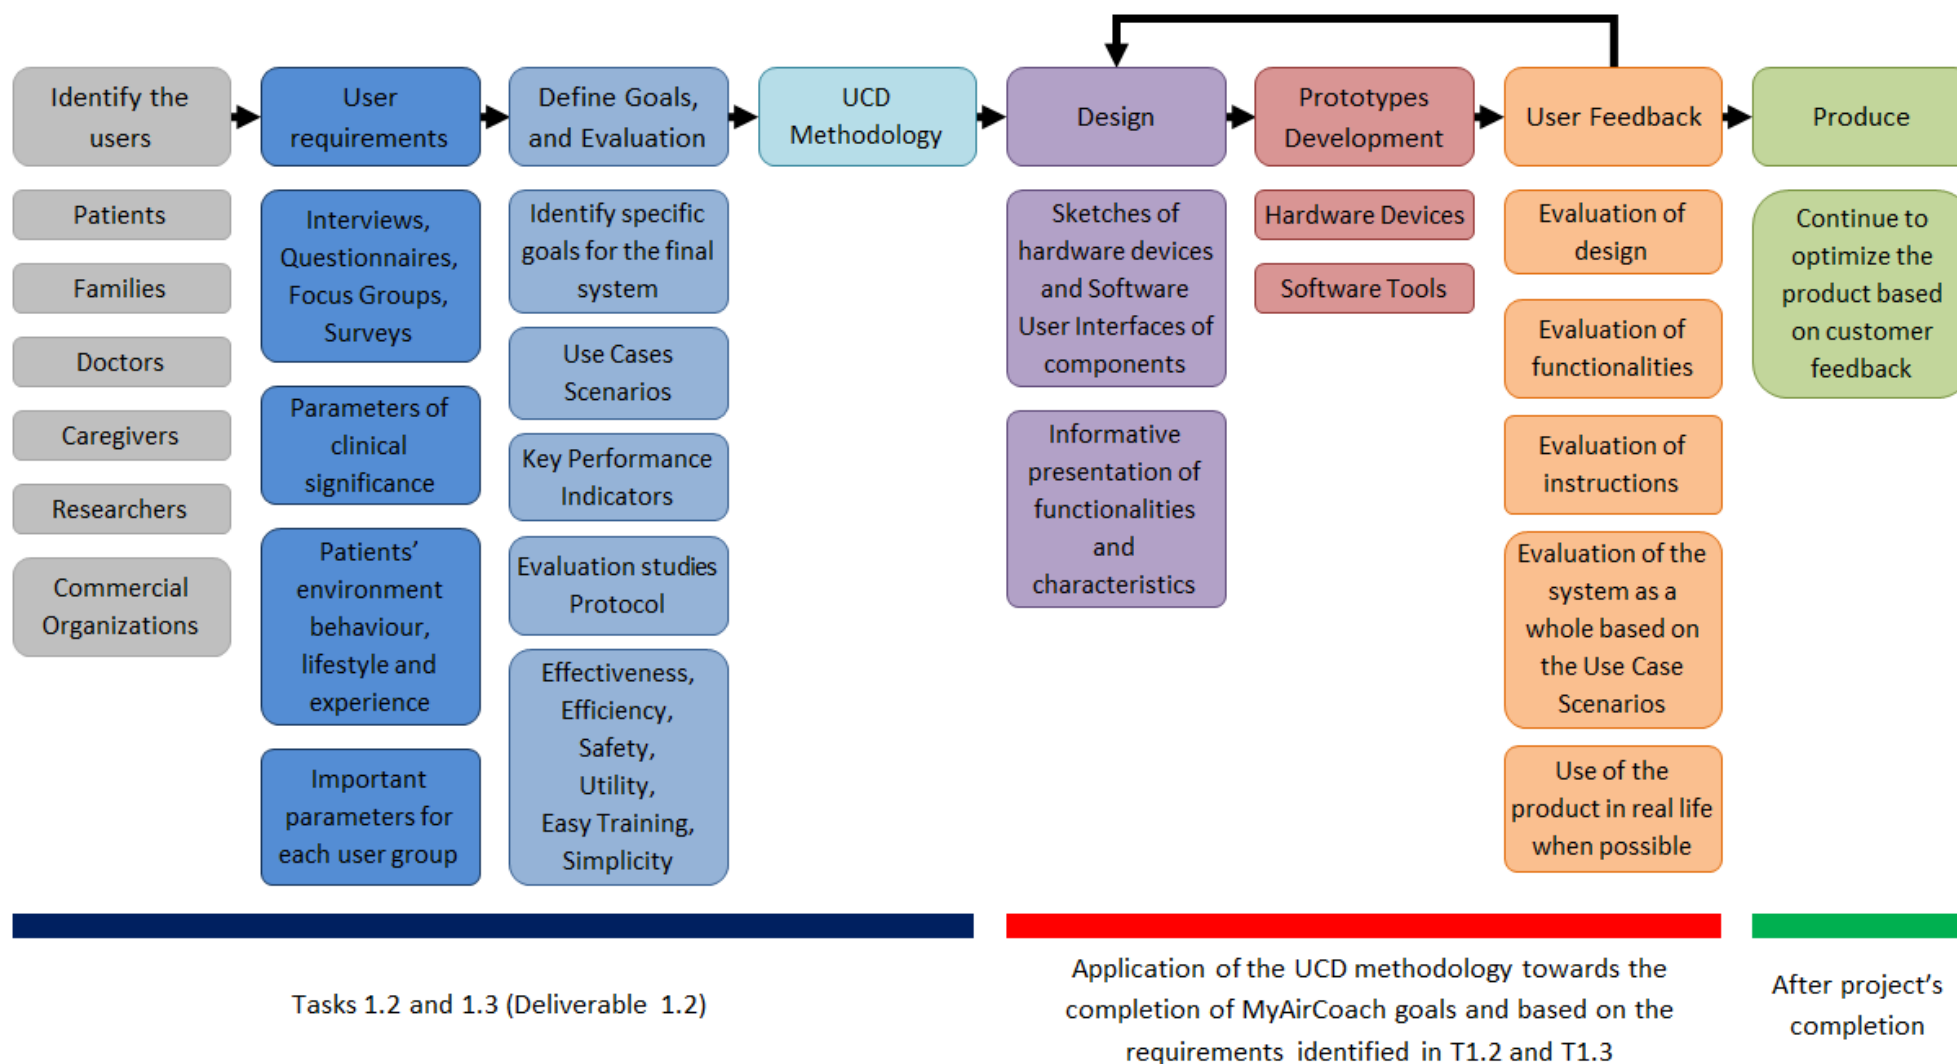 Identify the
users
User
requirements
Define Goals,
and Evaluation
UCD
Methodology
Design
Prototypes
Development
User Feedback
Produce
Patients
Families
Doctors
Caregivers
Researchers
Commercial
Organizations
Interviews,
Questionnaires,
Focus Groups,
Surveys
Parameters of
clinical
significance
Patients’
environment
behaviour,
lifestyle and
experience
Important
parameters for
each user group
Identify specific
goals for the final
system
Use Cases
Scenarios
Key Performance
Indicators
Evaluation studies
Protocol
Effectiveness,
Efficiency,
Safety,
Utility,
Easy Training,
Simplicity
Sketches of
hardware devices
and Software
User Interfaces of
components
Informative
presentation of
functionalities
and
characteristics
Hardware Devices
Software Tools
Evaluation of
design
Evaluation of
functionalities
Evaluation of
instructions
Evaluation of the
system as a
whole based on
the Use Case
Scenarios
Use of the
product in real life
when possible
Continue to
optimize the
product based
on customer
feedback
Tasks 1.2 and 1.3 (Deliverable 1.2)
Application of the UCD methodology towards the
completion of MyAirCoach goals and based on the
requirements identified in T1.2 and T1.3
After project’s
completion